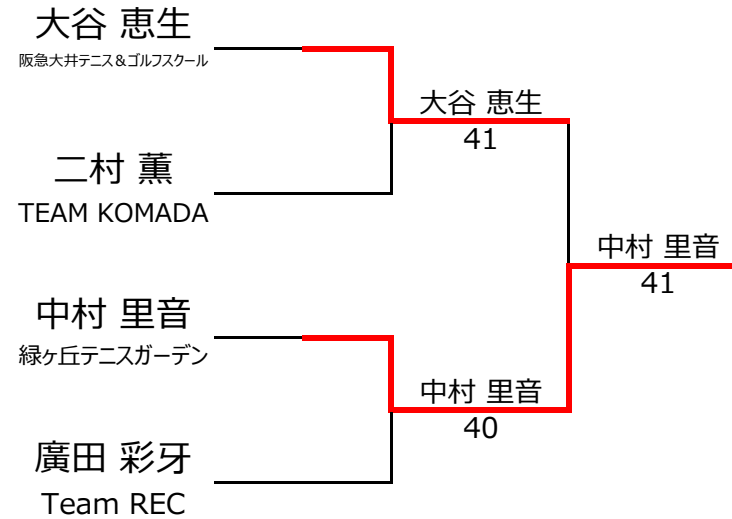 大谷 恵生
阪急大井テニス＆ゴルフスクール
二村 薫
TEAM KOMADA
中村 里音
緑ヶ丘テニスガーデン
廣田 彩牙
Team REC
大谷 恵生
41
中村 里音
40
中村 里音
41